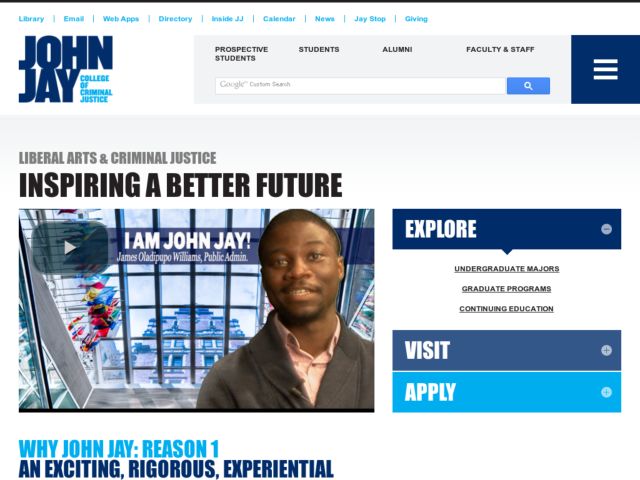 Library
Email
Web Apps
Directory
Inside JJ
Calendar
News
Jay Stop
Giving
JOHN
JAY
COLLEGE
OF
CRIMINAL
JUSTICE
PROSPECTIVE
STUDENTS
STUDENTS
ALUMNI
FACULTY & STAFF
Google™ Custom Search
LIBERAL ARTS & CRIMINAL JUSTICE
INSPIRING A BETTER FUTURE
I AM JOHN JAY!
James Oladipupo Williams, Public Admin.
EXPLORE
UNDERGRADUATE MAJORS
GRADUATE PROGRAMS
CONTINUING EDUCATION
VISIT
APPLY
WHY JOHN JAY: REASON 1
AN EXCITING, RIGOROUS, EXPERIENTIAL